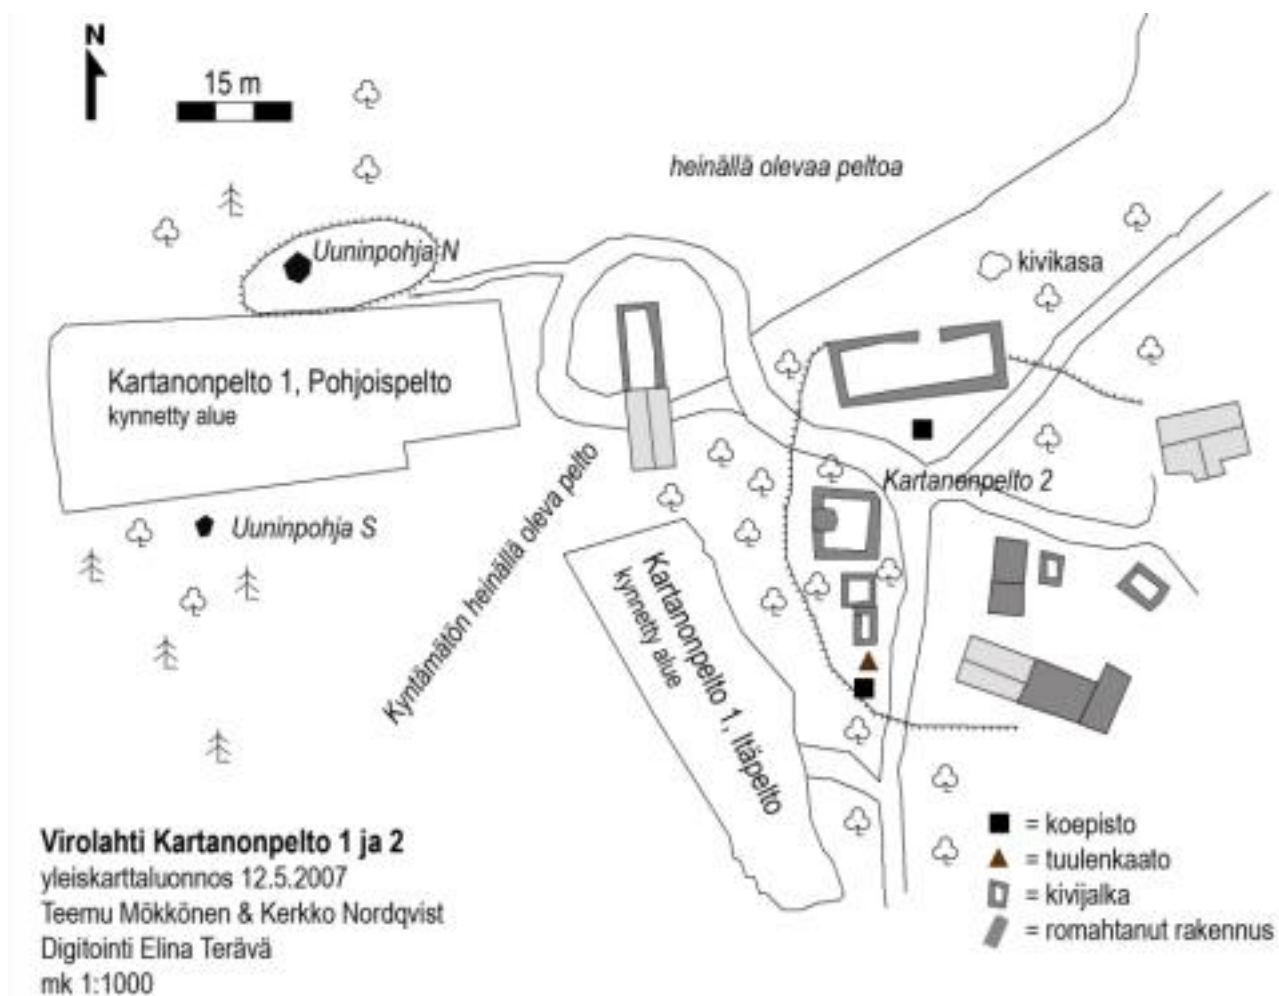 N
15 m
heinällä olevaa peltoa
Uuninpohja N
kivikasa
Kartanonpelto 1, Pohjoispelto
kynnetty alue
Kartanonpelto 2
Uuninpohja S
Kyntämätön heinällä oleva pelto
Kartanonpelto 1, Itäpelto
kynnetty alue
Virolahti Kartanonpelto 1 ja 2
yleiskarttaluonnos 12.5.2007
Teemu Mökkönen & Kerkko Nordqvist
Digitointi Elina Terävä
mk 1:1000
= koepisto
= tuulenkaato
= kivijalka
= romahtanut rakennus